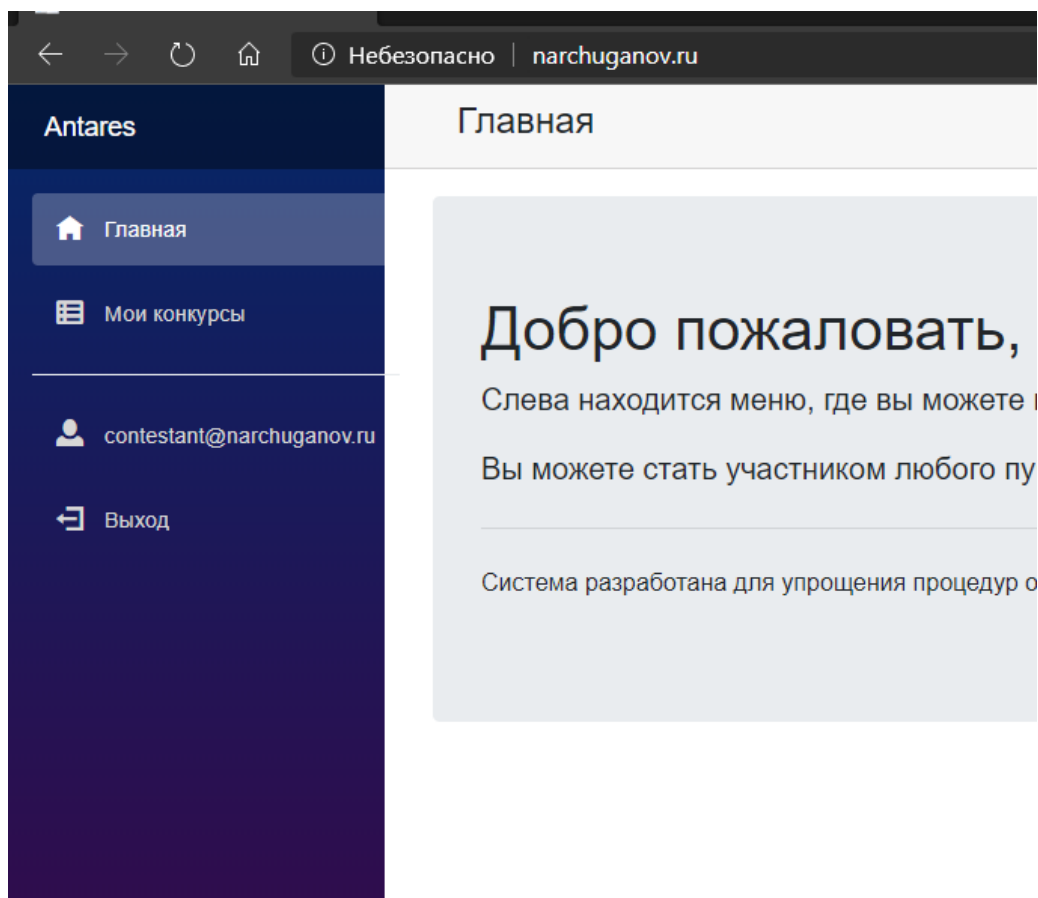 Небезопасно | narchuganov.ru
Antares
Главная
Главная
Мои конкурсы
contestant@narchuganov.ru
Выход
Добро пожаловать,
Слева находится меню, где вы можете
Вы можете стать участником любого
Система разработана для упрощения процедур